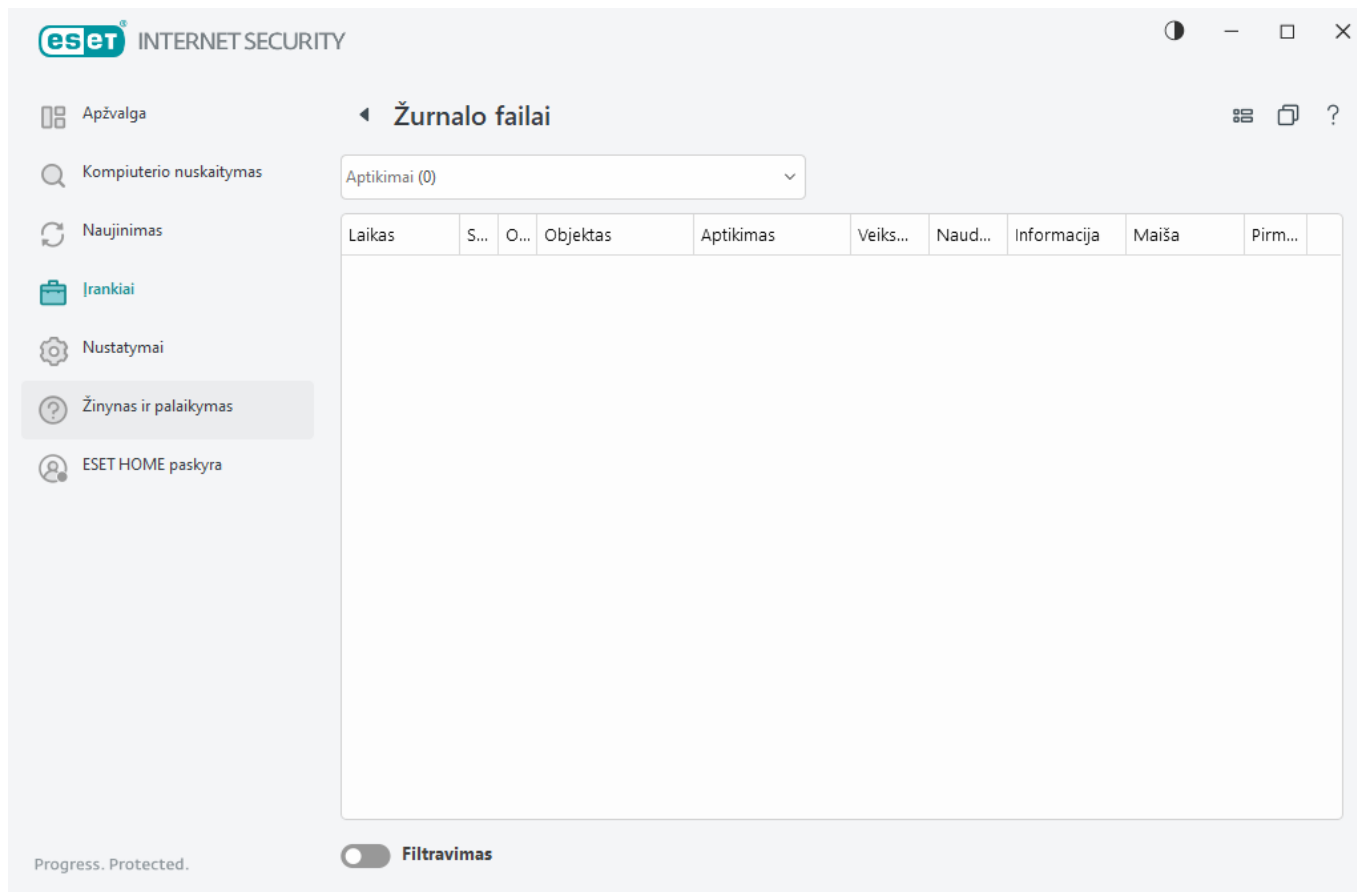 eseт® INTERNET SECURITY
Apžvalga
Kompiuterio nuskaitymas
Naujinimas
Įrankiai
Nustatymai
Žinynas ir palaikymas
ESET HOME paskyra
Progress. Protected.
Žurnalo failai
?
Aptikimai (0)
Laikas S... O... Objektas Aptikimas Veiks... Naud... Informacija Maiša Pirm...
Filtravimas